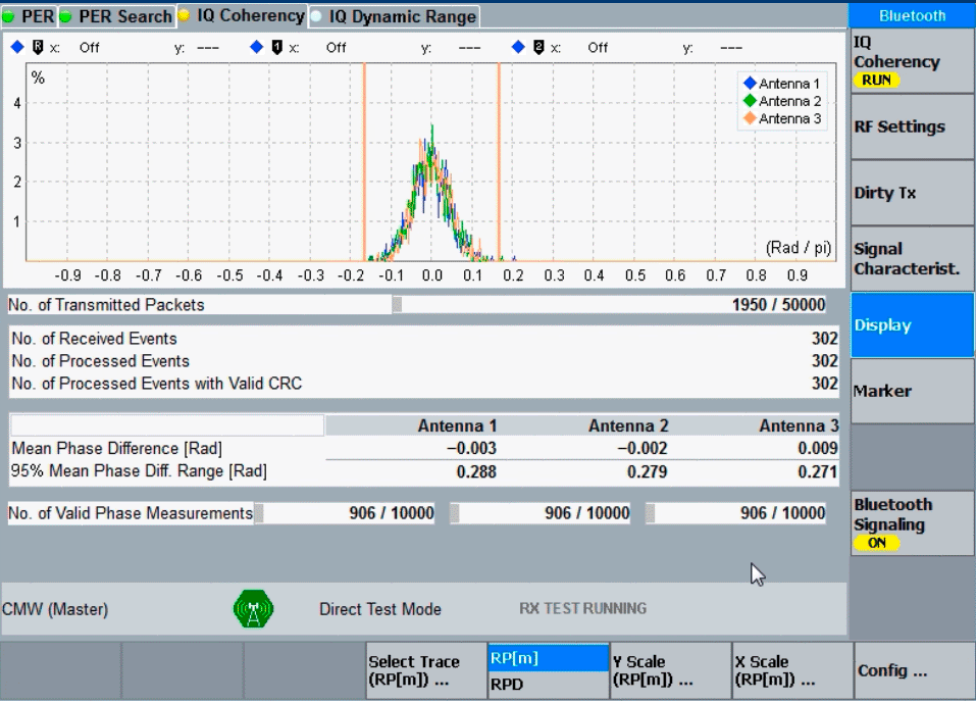 PER PER Search IQ Coherency IQ Dynamic Range Bluetooth
R x: Off y: --- 1 x: Off y: --- 2 x: Off y: ---
%
Antenna 1
Antenna 2
Antenna 3
4
3
2
1
(Rad / pi)
-0.9 -0.8 -0.7 -0.6 -0.5 -0.4 -0.3 -0.2 -0.1 0.0 0.1 0.2 0.3 0.4 0.5 0.6 0.7 0.8 0.9
No. of Transmitted Packets 1950 / 50000
No. of Received Events 302
No. of Processed Events 302
No. of Processed Events with Valid CRC 302
Antenna 1 Antenna 2 Antenna 3
Mean Phase Difference [Rad] −0.003 −0.002 0.009
95% Mean Phase Diff. Range [Rad] 0.288 0.279 0.271
No. of Valid Phase Measurements 906 / 10000 906 / 10000 906 / 10000
CMW (Master) Direct Test Mode RX TEST RUNNING
IQ
Coherency
RUN
RF Settings
Dirty Tx
Signal
Characterist.
Display
Marker
Bluetooth
Signaling
ON
Select Trace
(RP[m]) ...
RP[m]
RPD
Y Scale
(RP[m]) ...
X Scale
(RP[m]) ...
Config ...